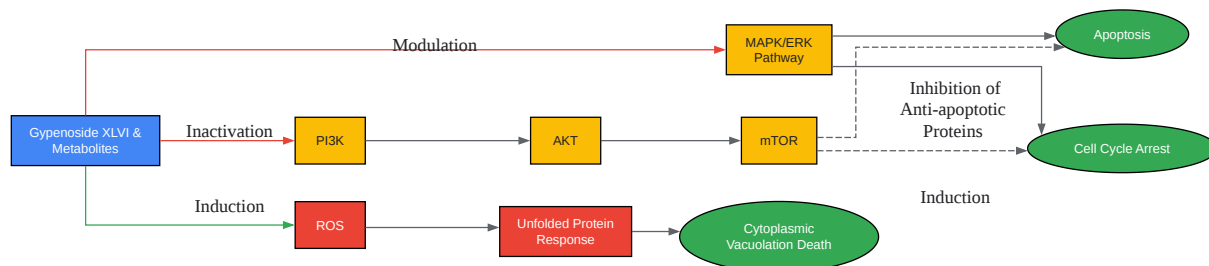 Modulation
MAPK/ERK
Pathway
Apoptosis
Inhibition of
Anti-apoptotic
Proteins
Gypenoside XLVI &
Metabolites
Inactivation
PI3K
AKT
mTOR
Cell Cycle Arrest
Induction
Induction
ROS
Unfolded Protein
Response
Cytoplasmic
Vacuolation Death